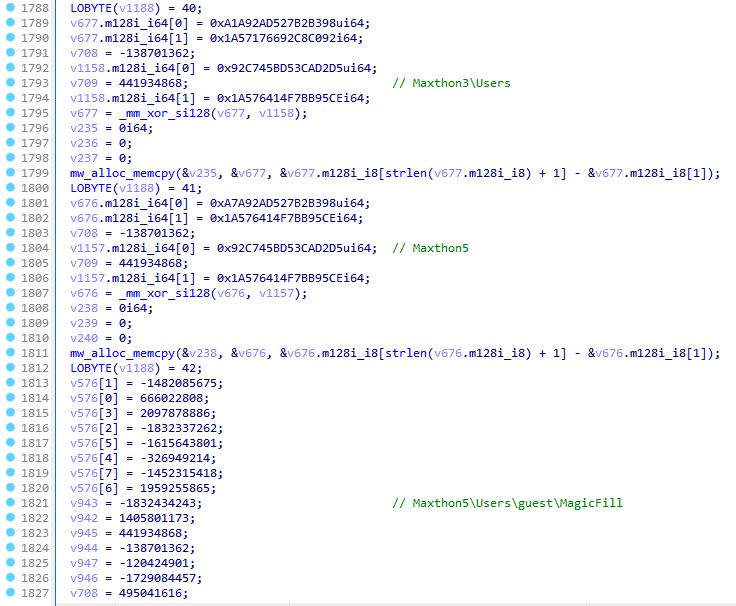 1788 LOBYTE(v1188) = 40;
1789 v677.m128i_i64[0] = 0xA1A92AD527B2B398ui64;
1790 v677.m128i_i64[1] = 0x1A57176692C8C092i64;
1791 v708 = -138701362;
1792 v1158.m128i_i64[0] = 0x92C745BD53CAD2D5ui64;
1793 v709 = 441934868; // Maxthon3\Users
1794 v1158.m128i_i64[1] = 0x1A576414F7BB95CEi64;
1795 v677 = _mm_xor_si128(v677, v1158);
1796 v235 = 0i64;
1797 v236 = 0;
1798 v237 = 0;
1799 mw_alloc_memcpy(&v235, &v677, &v677.m128i_i8[strlen(v677.m128i_i8) + 1] - &v677.m128i_i8[1]);
1800 LOBYTE(v1188) = 41;
1801 v676.m128i_i64[0] = 0xA7A92AD527B2B398ui64;
1802 v676.m128i_i64[1] = 0x1A576414F7BB95CEi64;
1803 v708 = -138701362;
1804 v1157.m128i_i64[0] = 0x92C745BD53CAD2D5ui64; // Maxthon5
1805 v709 = 441934868;
1806 v1157.m128i_i64[1] = 0x1A576414F7BB95CEi64;
1807 v676 = _mm_xor_si128(v676, v1157);
1808 v238 = 0i64;
1809 v239 = 0;
1810 v240 = 0;
1811 mw_alloc_memcpy(&v238, &v676, &v676.m128i_i8[strlen(v676.m128i_i8) + 1] - &v676.m128i_i8[1]);
1812 LOBYTE(v1188) = 42;
1813 v576[1] = -1482085675;
1814 v576[0] = 666022808;
1815 v576[3] = 2097878886;
1816 v576[2] = -1832337262;
1817 v576[5] = -1615643801;
1818 v576[4] = -326949214;
1819 v576[7] = -1452315418;
1820 v576[6] = 1959255865;
1821 v943 = -1832434243; // Maxthon5\Users\guest\MagicFill
1822 v942 = 1405801173;
1823 v945 = 441934868;
1824 v944 = -138701362;
1825 v947 = -120424901;
1826 v946 = -1729084457;
1827 v708 = 495041616;